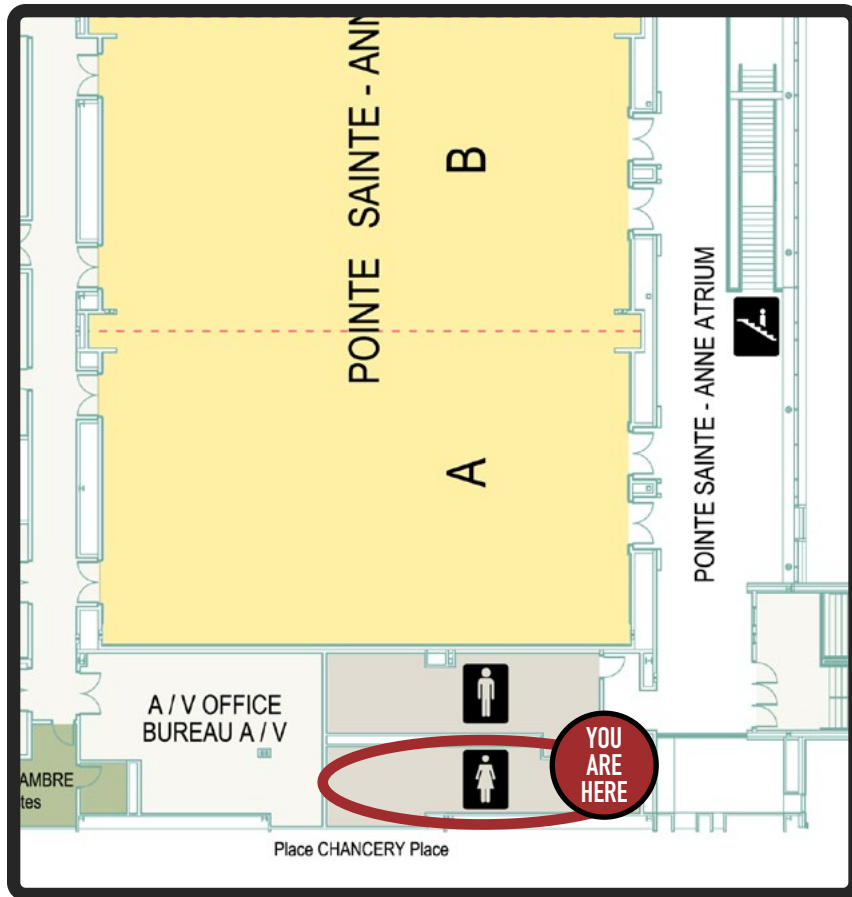 POINTE SAINTE - ANN
B
A
POINTE SAINTE - ANNE ATRIUM
A / V OFFICE
BUREAU A / V
YOU
ARE
HERE
AMBRE
tes
Place CHANCERY Place